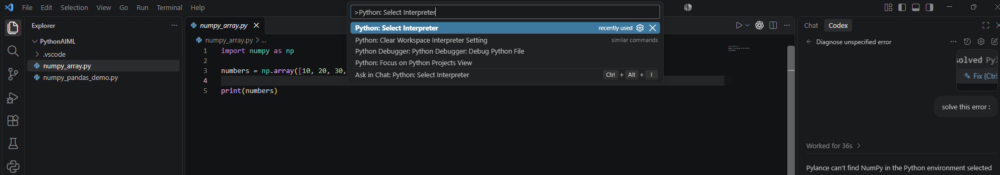 File Edit Selection View Go Run Terminal Help
>Python: Select Interpreter
Python: Select Interpreter recently used
Python: Clear Workspace Interpreter Setting similar commands
Python Debugger: Python Debugger: Debug Python File
Python: Focus on Python Projects View
Ask in Chat: Python: Select Interpreter Ctrl + Alt + I
Explorer
PythonAIML
.vscode
numpy_array.py
numpy_pandas_demo.py
numpy_array.py
numpy_array.py > ...
1 import numpy as np
2
3 numbers = np.array([10, 20, 30,
4
5 print(numbers)
Chat Codex
Diagnose unspecified error
solved Pyl
Fix (Ctrl
solve this error :
Worked for 36s
Pylance can't find NumPy in the Python environment selected